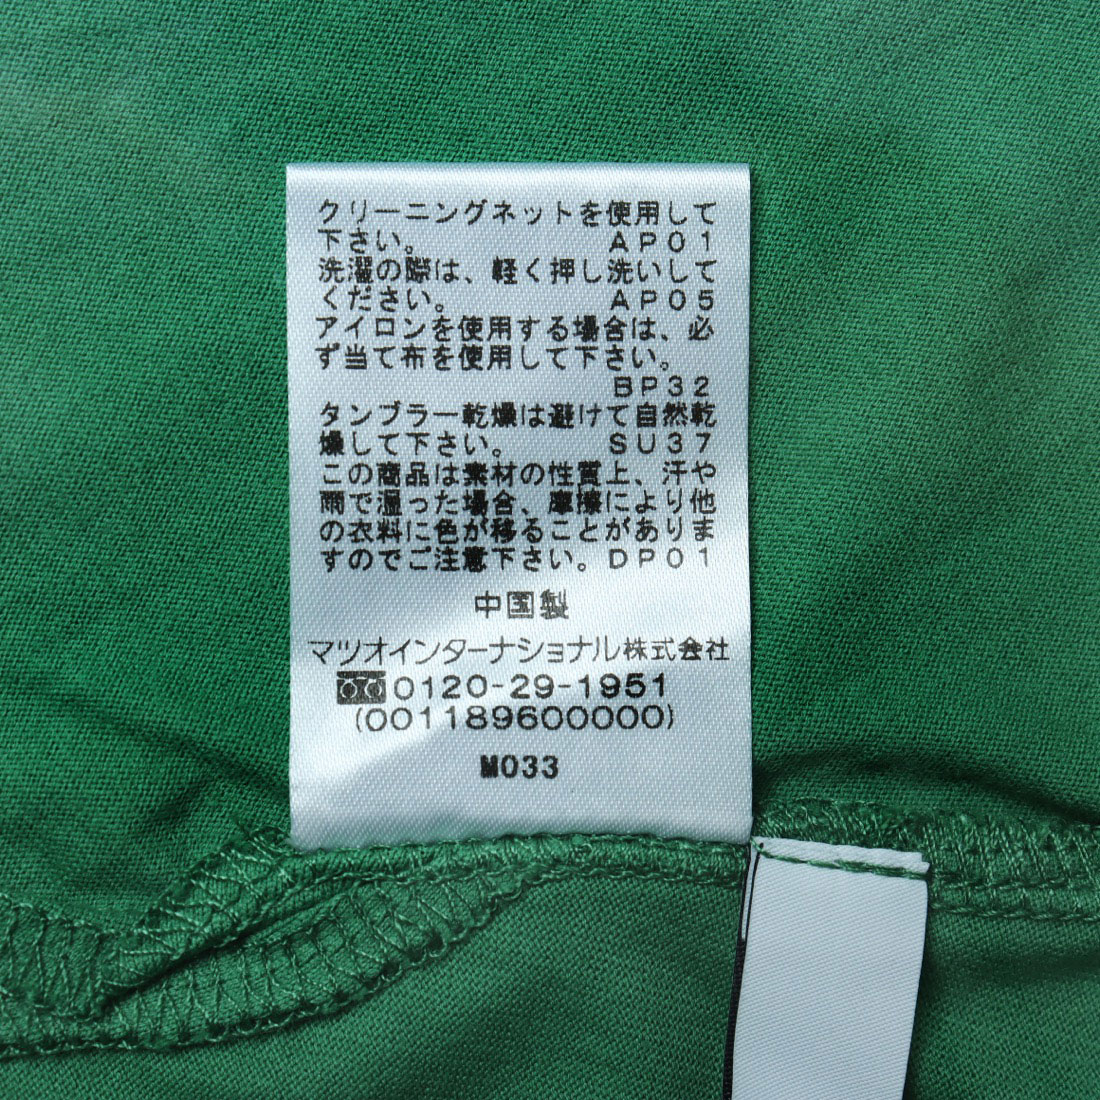 クリーニングネットを使用して
下さい。 AP01
洗濯の際は、軽く押し洗いして
ください。 AP05
アイロンを使用する場合は、必
ず当て布を使用して下さい。
BP32
タンブラー乾燥は避けて自然乾
燥して下さい。 SU37
この商品は素材の性質上、汗や
雨で湿った場合、摩擦により他
の衣料に色が移ることがありま
すのでご注意下さい。DP01
中国製
マツオインターナショナル株式会社
0120-29-1951
(001189600000)
M033